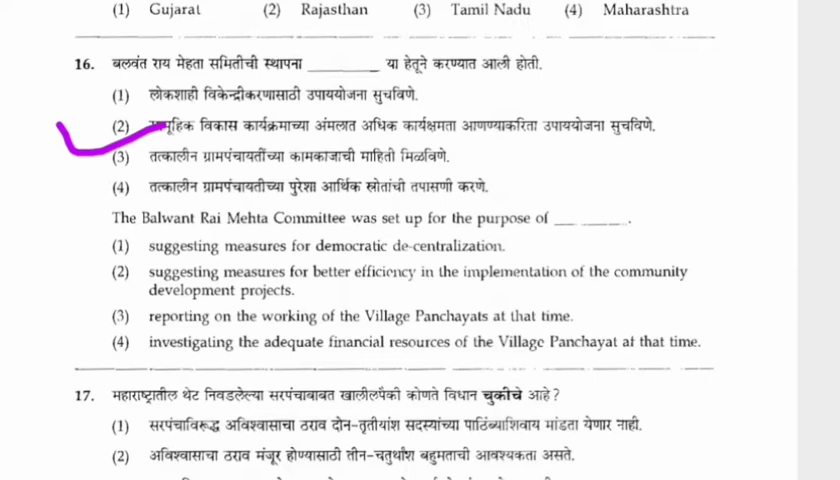 (1) Gujarat (2) Rajasthan (3) Tamil Nadu (4) Maharashtra
16. बलवंत राय मेहता समितीची स्थापना ________ या हेतूने करण्यात आली होती.
(1) लोकशाही विकेन्द्रीकरणासाठी उपाययोजना सुचविणे.
(2) विकास कार्यक्रमाच्या अंमलात अधिक कार्यक्षमता आणण्याकरिता उपाययोजना सुचविणे.
(3) तत्कालीन ग्रामपंचायतींच्या कामकाजाची माहिती मिळविणे.
(4) तत्कालीन ग्रामपंचायतीच्या पुरेशा आर्थिक स्रोतांची तपासणी करणे.
The Balwant Rai Mehta Committee was set up for the purpose of ________.
(1) suggesting measures for democratic de-centralization.
(2) suggesting measures for better efficiency in the implementation of the community
development projects.
(3) reporting on the working of the Village Panchayats at that time.
(4) investigating the adequate financial resources of the Village Panchayat at that time.
17. महाराष्ट्रातील थेट निवडलेल्या सरपंचाबाबत खालीलपैकी कोणते विधान चुकीचे आहे?
(1) सरपंचाविरूद्ध अविश्वासाचा ठराव दोन-तृतीयांश सदस्यांच्या पाठिंब्याशिवाय मांडता येणार नाही.
(2) अविश्वासाचा ठराव मंजूर होण्यासाठी तीन-चतुर्थांश बहुमताची आवश्यकता असते.